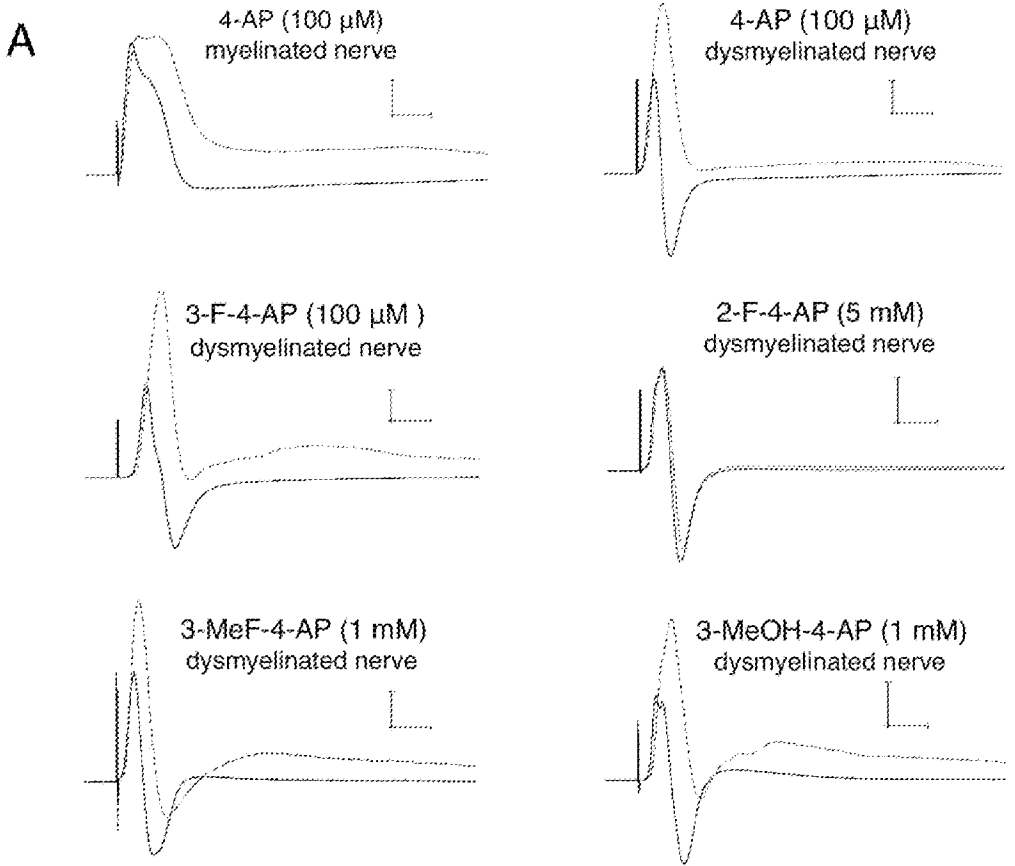 A
4-AP (100 µM)
myelinated nerve
4-AP (100 µM)
dysmyelinated nerve
3-F-4-AP (100 µM )
dysmyelinated nerve
2-F-4-AP (5 mM)
dysmyelinated nerve
3-MeF-4-AP (1 mM)
dysmyelinated nerve
3-MeOH-4-AP (1 mM)
dysmyelinated nerve